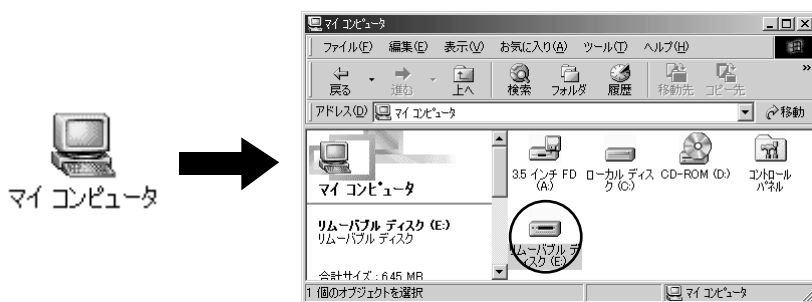 マイ コンピュータ
マイ コンピュータ
ファイル(F) 編集(E) 表示(V) お気に入り(A) ツール(T) ヘルプ(H)
戻る 進む 上へ 検索 フォルダ 履歴 移動先 コピー先 »
アドレス(D) マイ コンピュータ 移動
マイ コンピュータ
リムーバブル ディスク (E:)
リムーバブル ディスク
合計サイズ : 645 MB
3.5 インチ FD (A:)
ローカル ディスク (C:)
CD-ROM (D:)
コントロール パネル
リムーバブル ディスク (E:)
1 個のオブジェクトを選択 マイ コンピュータ